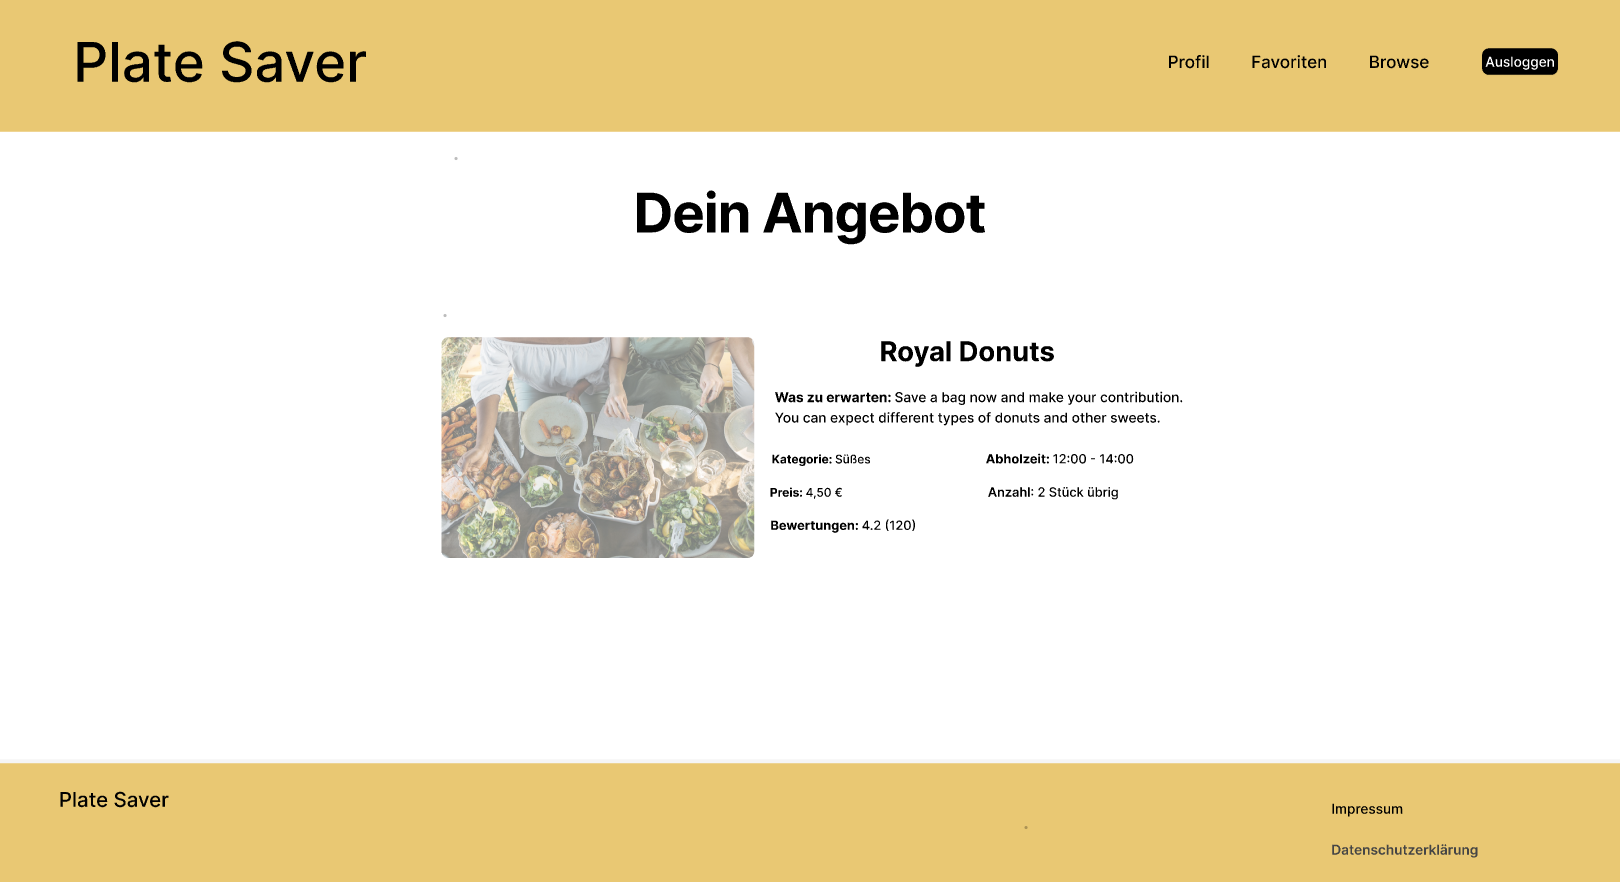 Plate Saver
Profil Favoriten Browse Ausloggen
Dein Angebot
Royal Donuts
Was zu erwarten: Save a bag now and make your contribution.
You can expect different types of donuts and other sweets.
Kategorie: Süßes Abholzeit: 12:00 - 14:00
Preis: 4,50 € Anzahl: 2 Stück übrig
Bewertungen: 4.2 (120)
Plate Saver
Impressum
Datenschutzerklärung